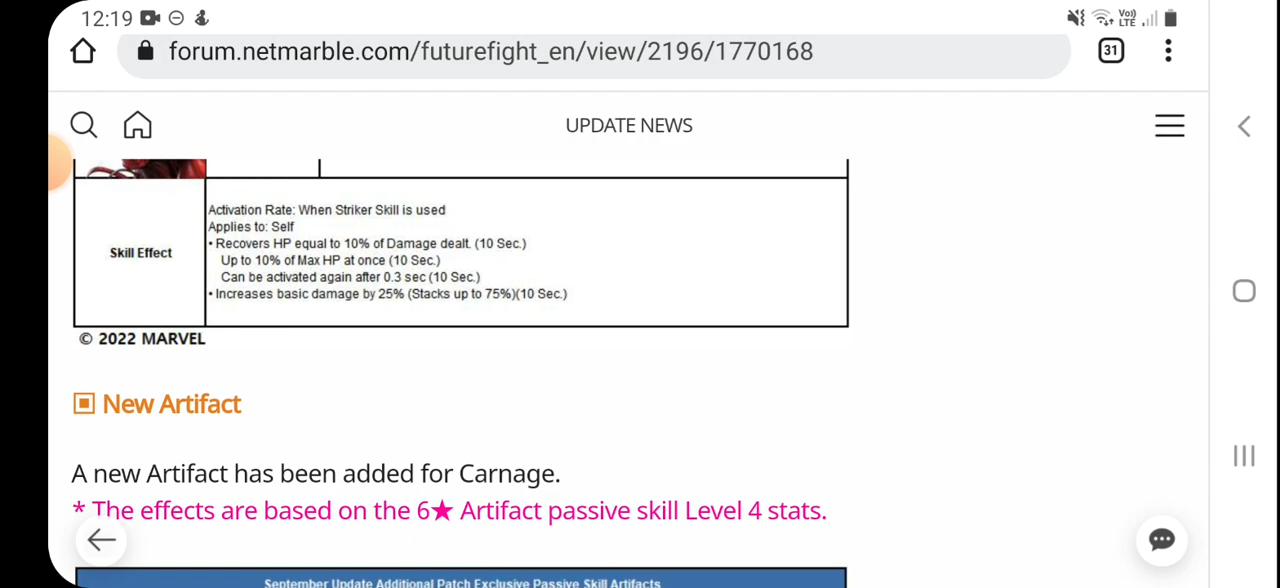 12:19
Vo))
LTE
forum.netmarble.com/futurefight_en/view/2196/1770168
31
UPDATE NEWS
Skill Effect
Activation Rate: When Striker Skill is used
Applies to: Self
• Recovers HP equal to 10% of Damage dealt. (10 Sec.)
Up to 10% of Max HP at once (10 Sec.)
Can be activated again after 0.3 sec (10 Sec.)
• Increases basic damage by 25% (Stacks up to 75%)(10 Sec.)
© 2022 MARVEL
▣ New Artifact
A new Artifact has been added for Carnage.
* The effects are based on the 6★ Artifact passive skill Level 4 stats.
September Update Additional Patch Exclusive Passive Skill Artifacts